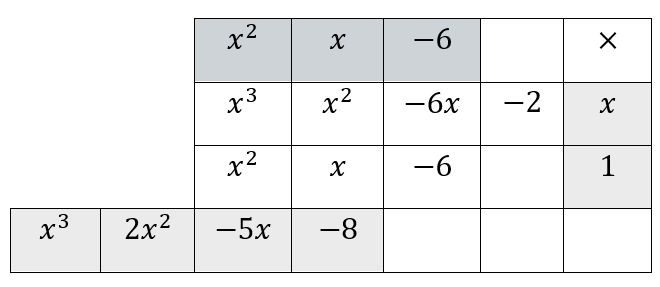 x² x −6 ×
x³ x² −6x −2 x
x² x −6 1
x³ 2x² −5x −8